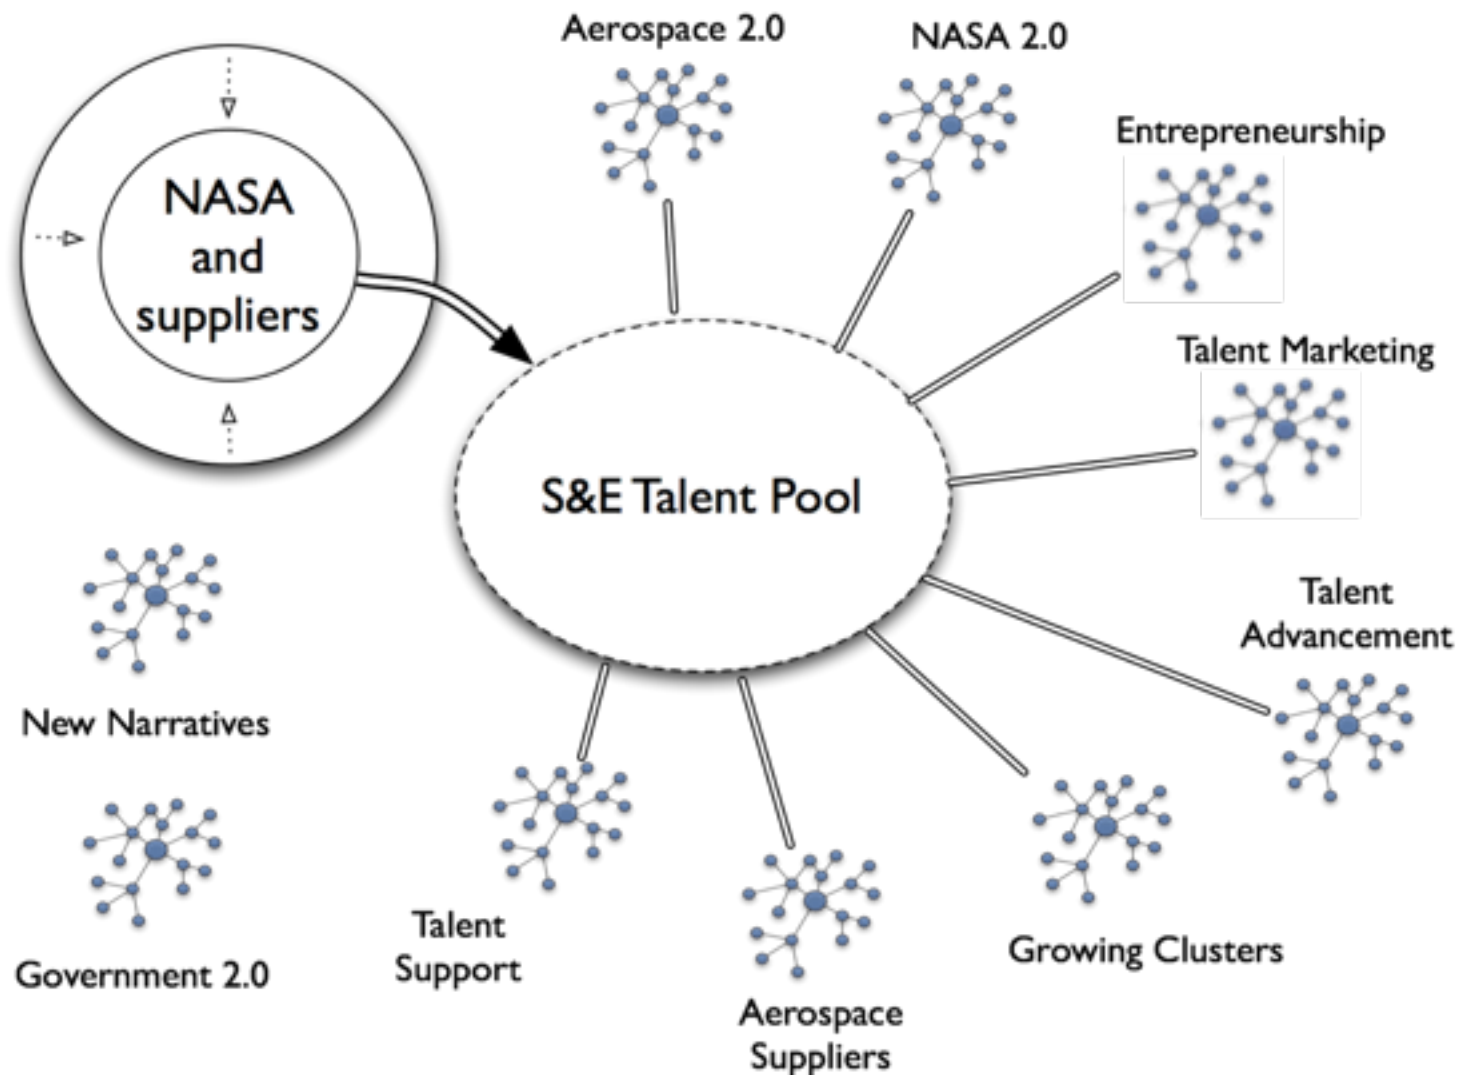 Aerospace 2.0
NASA 2.0
Entrepreneurship
NASA
and
suppliers
Talent Marketing
S&E Talent Pool
Talent
Advancement
New Narratives
Talent
Support
Growing Clusters
Government 2.0
Aerospace
Suppliers